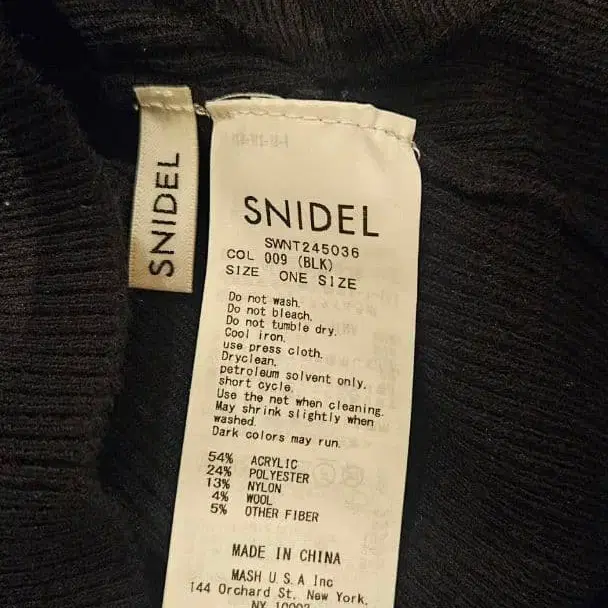 SNIDEL
SNIDEL
SWNT245036
COL 009 (BLK)
SIZE ONE SIZE
Do not wash.
Do not bleach.
Do not tumble dry.
Cool iron.
use press cloth.
Dryclean.
petroleum solvent only.
short cycle.
Use the net when cleaning.
May shrink slightly when
washed.
Dark colors may run.
54% ACRYLIC
24% POLYESTER
13% NYLON
4% WOOL
5% OTHER FIBER
MADE IN CHINA
MASH U.S.A Inc
144 Orchard St. New York
NY 10002